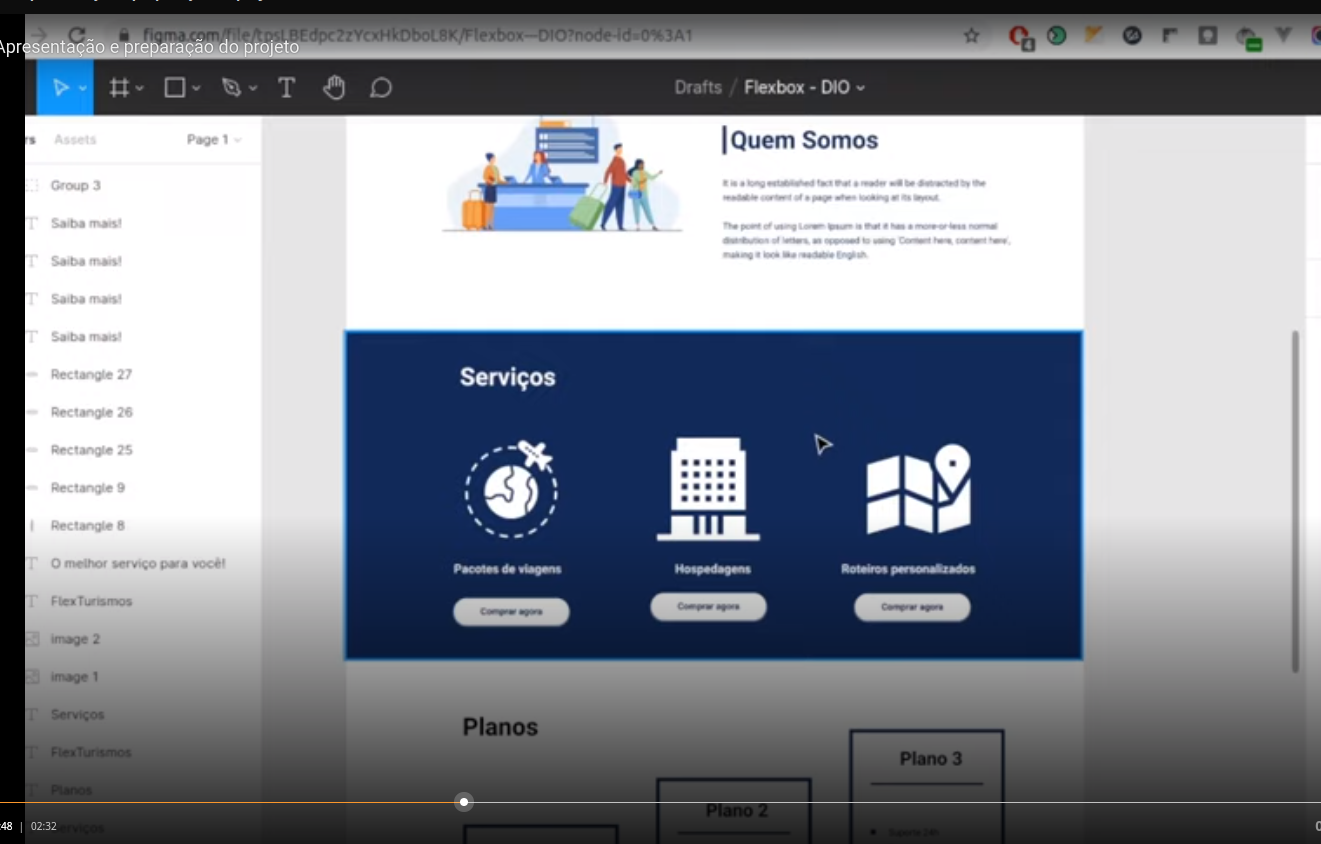 figma.com/file/tpsLBEdpc2zYcxHkDboL8K/Flexbox—DIO?node-id=0%3A1
Apresentação e preparação do projeto
Drafts / Flexbox - DIO
rs Assets Page 1
Group 3
Saiba mais!
Saiba mais!
Saiba mais!
Saiba mais!
Rectangle 27
Rectangle 26
Rectangle 25
Rectangle 9
Rectangle 8
O melhor serviço para você!
FlexTurismos
image 2
image 1
Serviços
FlexTurismos
Planos
Serviços
Quem Somos
It is a long established fact that a reader will be distracted by the
readable content of a page when looking at its layout.
The point of using Lorem Ipsum is that it has a more-or-less normal
distribution of letters, as opposed to using 'Content here, content here',
making it look like readable English.
Serviços
Pacotes de viagens Hospedagens Roteiros personalizados
Comprar agora Comprar agora Comprar agora
Planos
Plano 3
Plano 2
Suporte 24h
:48 | 02:32